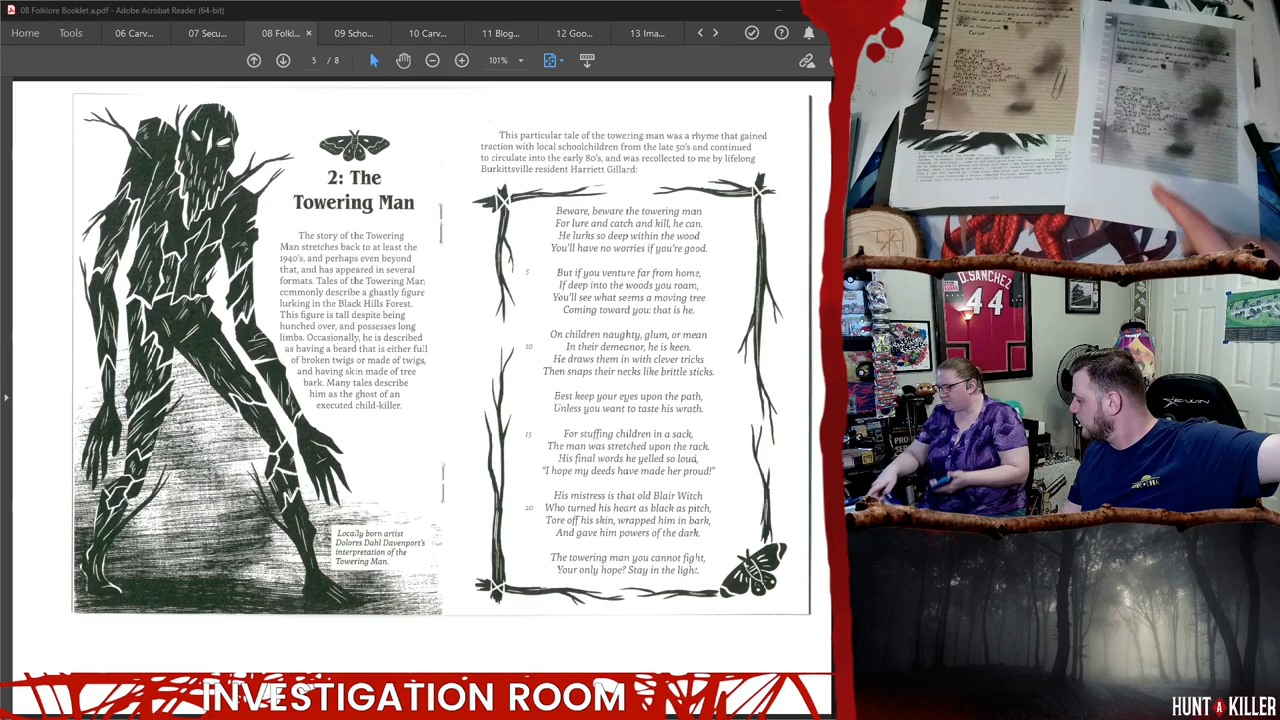 08 Folklore Booklet a.pdf - Adobe Acrobat Reader (64-bit)
Home Tools 06 Carv... 07 Secu... 08 Folkl... × 09 Scho... 10 Carv... 11 Blog... 12 Goo... 13 Ima...
5 / 8 101%
2: The
Towering Man
The story of the Towering
Man stretches back to at least the
1940's, and perhaps even beyond
that, and has appeared in several
formats. Tales of the Towering Man
commonly describe a ghastly figure
lurking in the Black Hills Forest.
This figure is tall despite being
hunched over, and possesses long
limbs. Occasionally, he is described
as having a beard that is either full
of broken twigs or made of twigs,
and having skin made of tree
bark. Many tales describe
him as the ghost of an
executed child-killer.
Locally born artist
Dolores Dahl Davenport's
interpretation of the
Towering Man.
This particular tale of the towering man was a rhyme that gained
traction with local schoolchildren from the late 50's and continued
to circulate into the early 80's, and was recollected to me by lifelong
Burkittsville resident Harriett Gillard:
Beware, beware the towering man
For lure and catch and kill, he can.
He lurks so deep within the wood
You'll have no worries if you're good.
5 But if you venture far from home,
If deep into the woods you roam,
You'll see what seems a moving tree
Coming toward you: that is he.
On children naughty, glum, or mean
10 In their demeanor, he is keen.
He draws them in with clever tricks
Then snaps their necks like brittle sticks.
Best keep your eyes upon the path,
Unless you want to taste his wrath.
15 For stuffing children in a sack,
The man was stretched upon the rack.
His final words he yelled so loud,
"I hope my deeds have made her proud!"
His mistress is that old Blair Witch
20 Who turned his heart as black as pitch,
Tore off his skin, wrapped him in bark,
And gave him powers of the dark.
The towering man you cannot fight,
Your only hope? Stay in the light.
D.SANCHEZ
44
INVESTIGATION ROOM
HUNT A KILLER